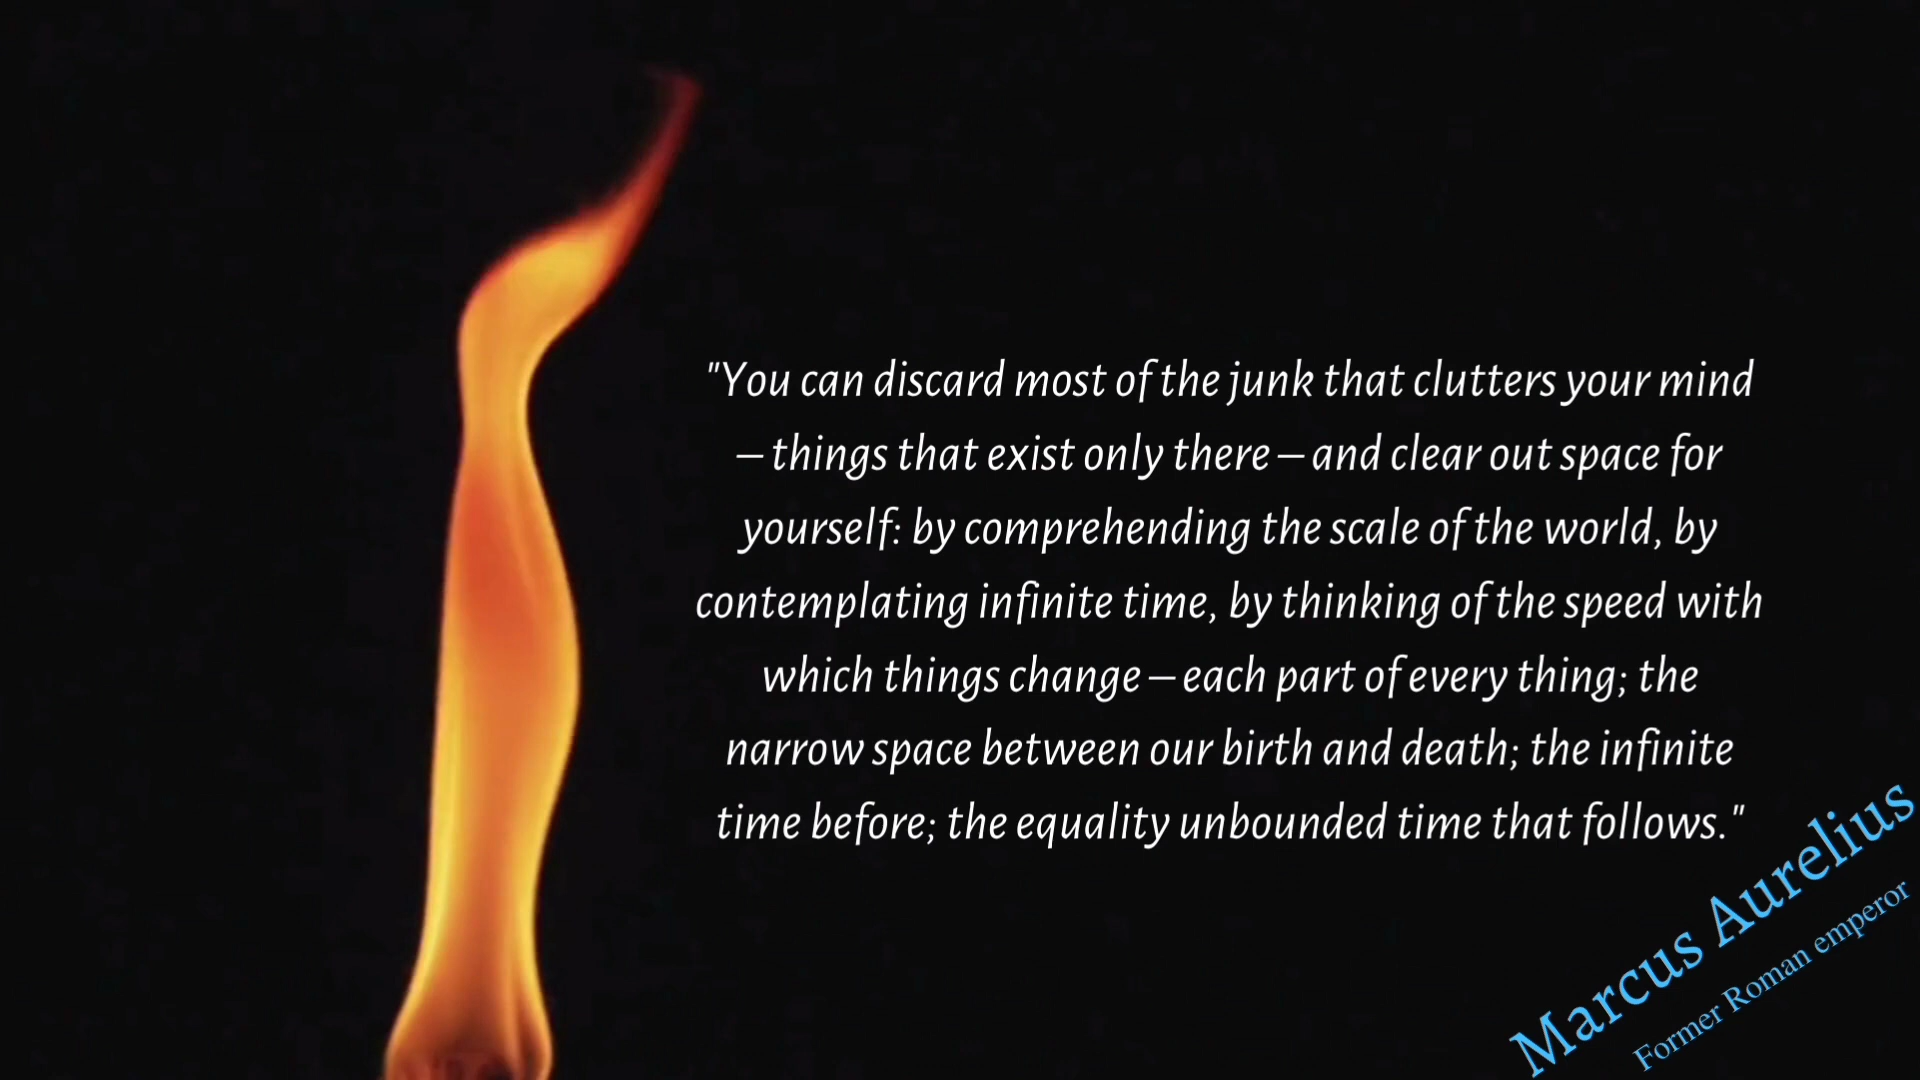 "You can discard most of the junk that clutters your mind
– things that exist only there – and clear out space for
yourself: by comprehending the scale of the world, by
contemplating infinite time, by thinking of the speed with
which things change – each part of every thing; the
narrow space between our birth and death; the infinite
time before; the equality unbounded time that follows."
Marcus Aurelius
Former Roman emperor